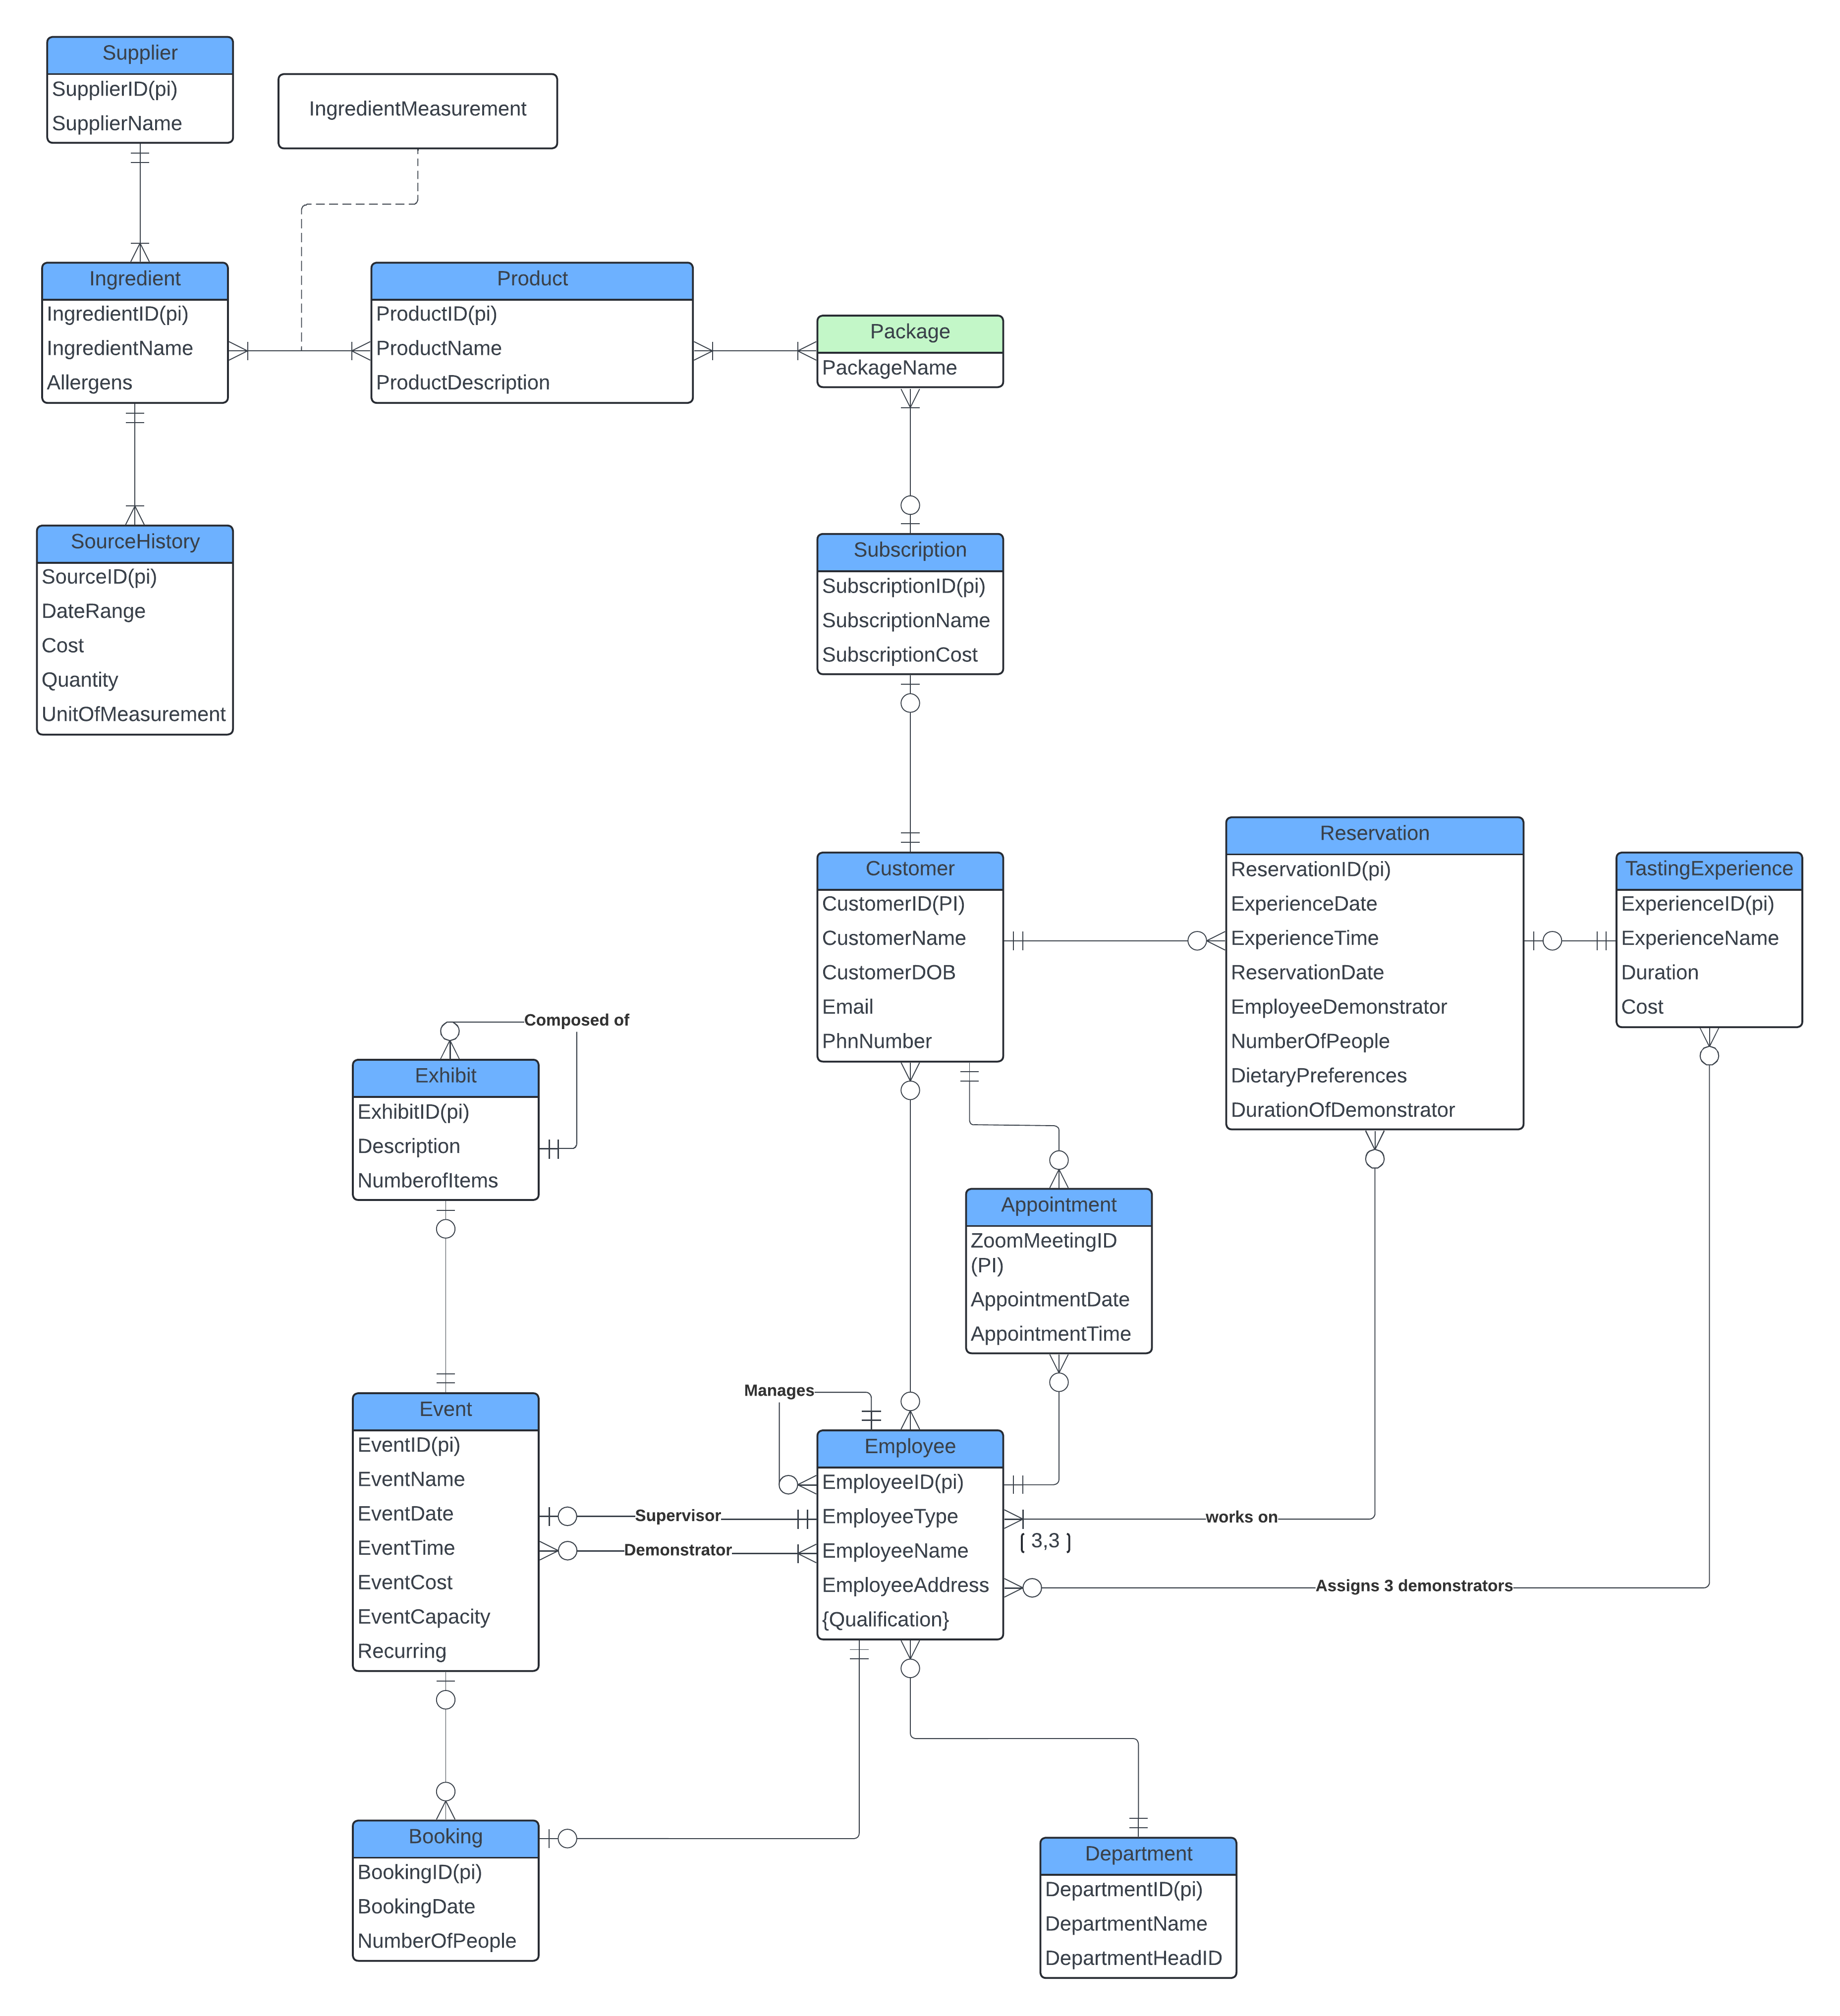 Supplier
SupplierID(pi)
SupplierName
IngredientMeasurement
Ingredient
IngredientID(pi)
IngredientName
Allergens
Product
ProductID(pi)
ProductName
ProductDescription
Package
PackageName
SourceHistory
SourceID(pi)
DateRange
Cost
Quantity
UnitOfMeasurement
Subscription
SubscriptionID(pi)
SubscriptionName
SubscriptionCost
Customer
CustomerID(PI)
CustomerName
CustomerDOB
Email
PhnNumber
Reservation
ReservationID(pi)
ExperienceDate
ExperienceTime
ReservationDate
EmployeeDemonstrator
NumberOfPeople
DietaryPreferences
DurationOfDemonstrator
TastingExperience
ExperienceID(pi)
ExperienceName
Duration
Cost
Composed of
Exhibit
ExhibitID(pi)
Description
NumberofItems
Appointment
ZoomMeetingID
(PI)
AppointmentDate
AppointmentTime
Manages
Event
EventID(pi)
EventName
EventDate
EventTime
EventCost
EventCapacity
Recurring
Supervisor
Demonstrator
Employee
EmployeeID(pi)
EmployeeType
EmployeeName
EmployeeAddress
{Qualification}
works on
[ 3,3 ]
Assigns 3 demonstrators
Booking
BookingID(pi)
BookingDate
NumberOfPeople
Department
DepartmentID(pi)
DepartmentName
DepartmentHeadID